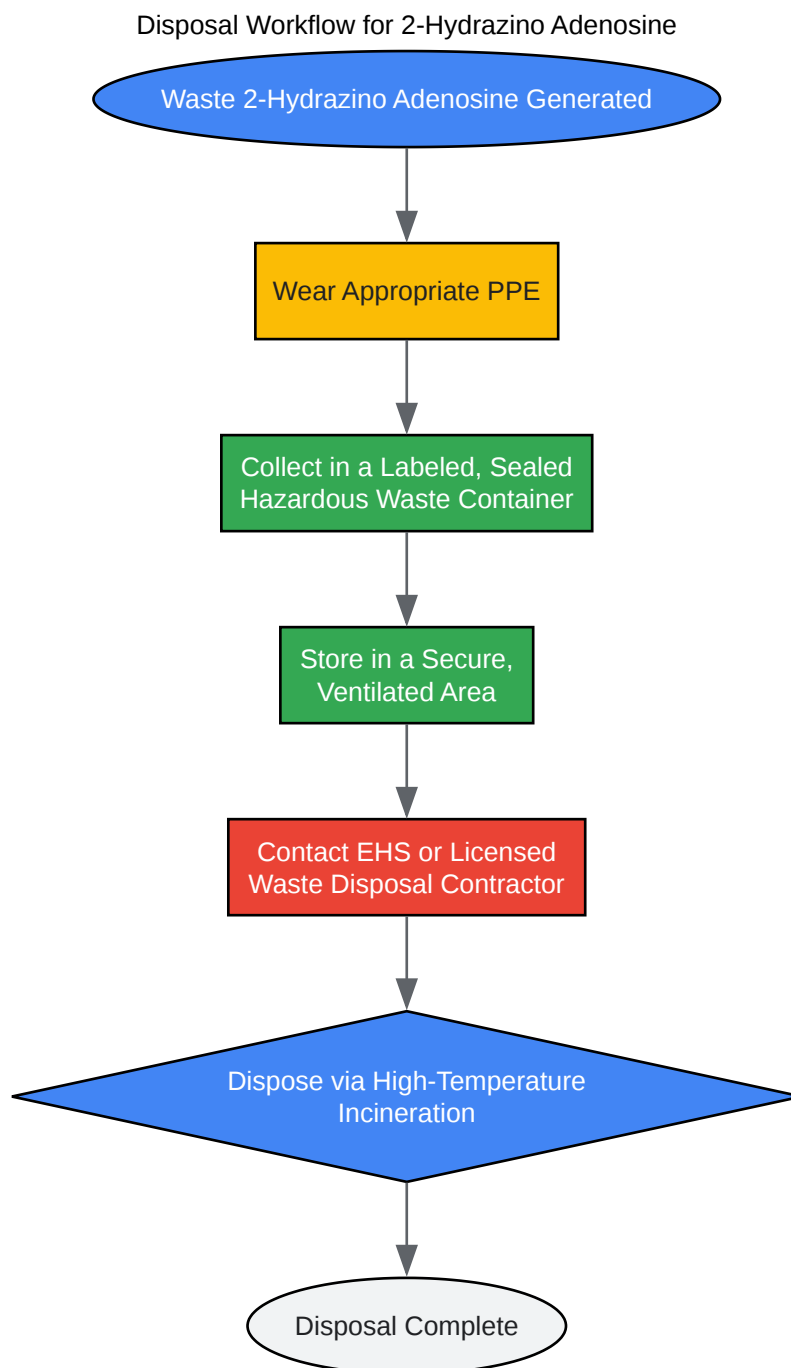 Disposal Workflow for 2-Hydrazino Adenosine
Waste 2-Hydrazino Adenosine Generated
Wear Appropriate PPE
Collect in a Labeled, Sealed
Hazardous Waste Container
Store in a Secure,
Ventilated Area
Contact EHS or Licensed
Waste Disposal Contractor
Dispose via High-Temperature
Incineration
Disposal Complete